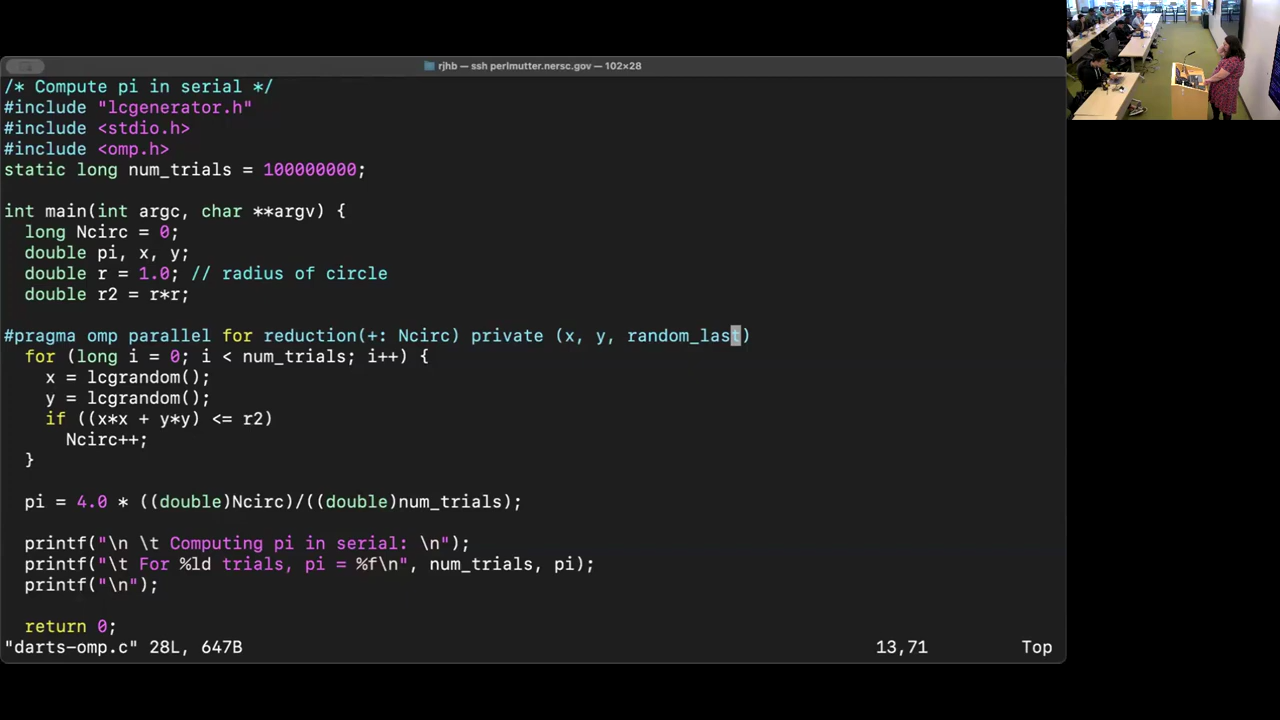 rjhb — ssh perlmutter.nersc.gov — 102×28
/* Compute pi in serial */
#include "lcgenerator.h"
#include <stdio.h>
#include <omp.h>
static long num_trials = 100000000;
int main(int argc, char **argv) {
  long Ncirc = 0;
  double pi, x, y;
  double r = 1.0; // radius of circle
  double r2 = r*r;
#pragma omp parallel for reduction(+: Ncirc) private (x, y, random_last)
  for (long i = 0; i < num_trials; i++) {
    x = lcgrandom();
    y = lcgrandom();
    if ((x*x + y*y) <= r2)
      Ncirc++;
  }
  pi = 4.0 * ((double)Ncirc)/((double)num_trials);
  printf("\n \t Computing pi in serial: \n");
  printf("\t For %ld trials, pi = %f\n", num_trials, pi);
  printf("\n");
  return 0;
"darts-omp.c" 28L, 647B 13,71 Top